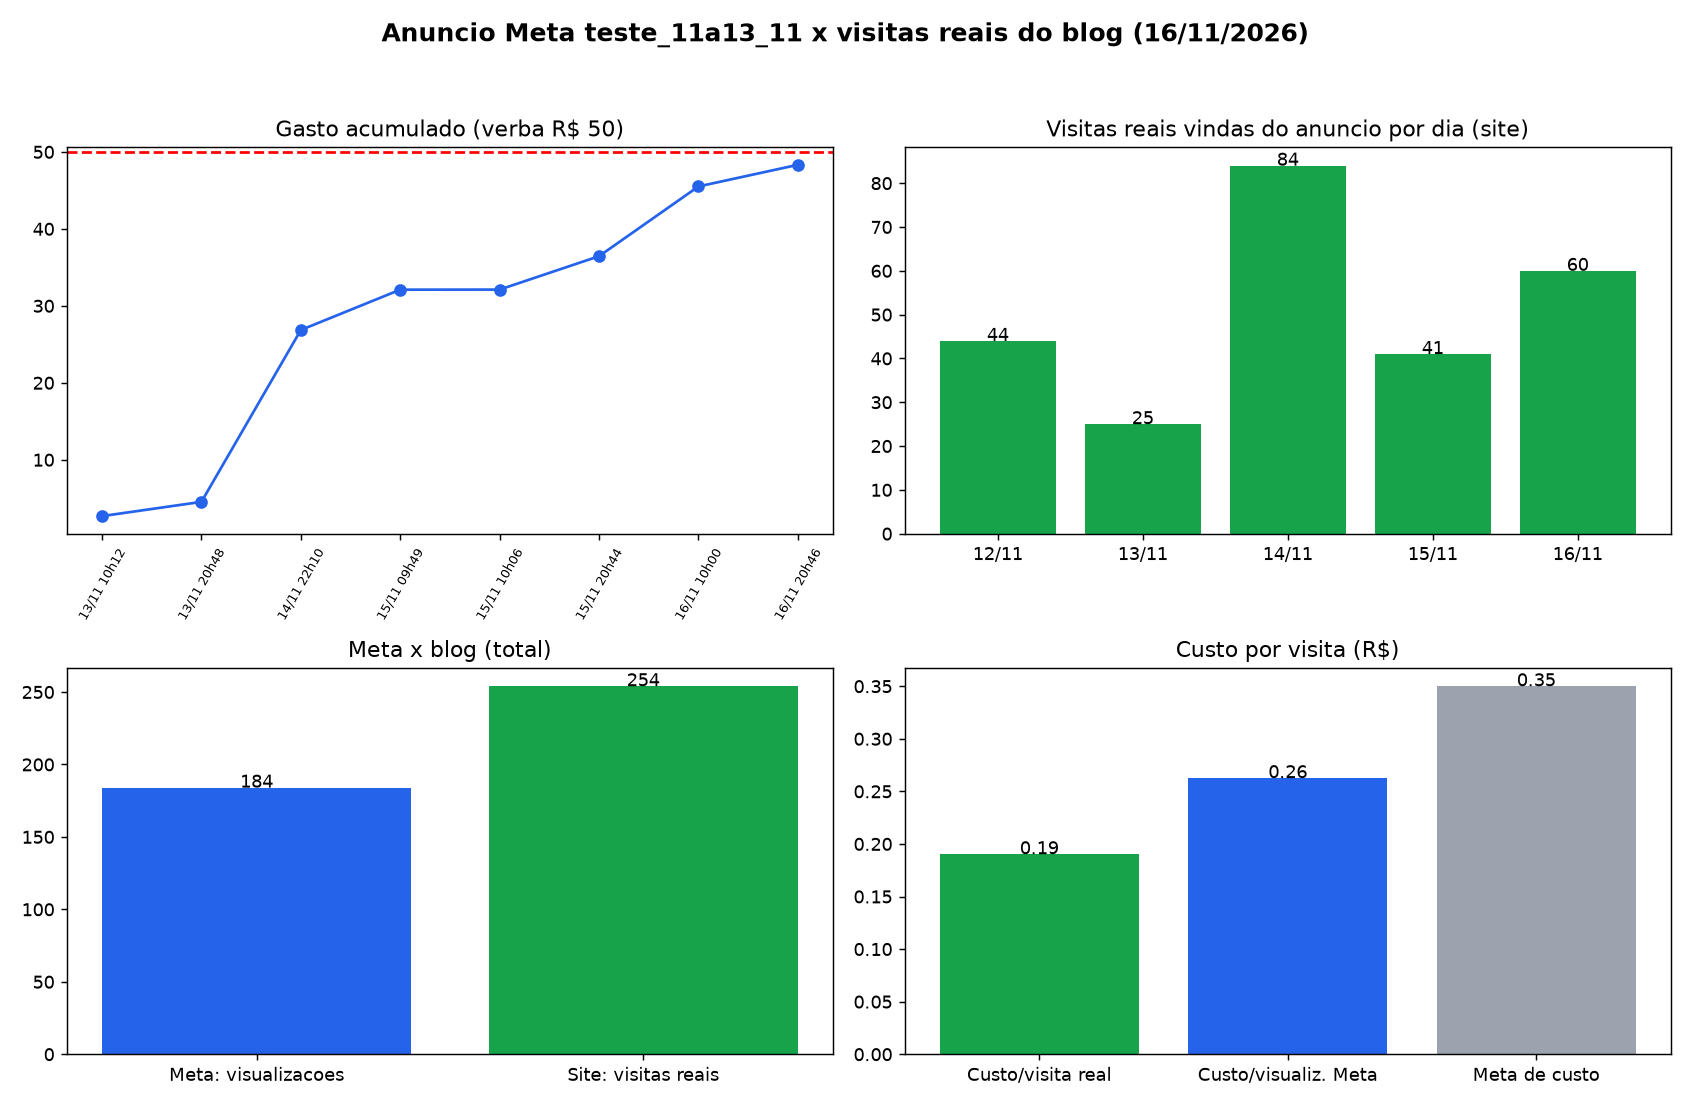 Anuncio Meta teste_11a13_11 x visitas reais do blog (16/11/2026)
Gasto acumulado (verba R$ 50)
50
40
30
20
10
13/11 10h12
13/11 20h48
14/11 22h10
15/11 09h49
15/11 10h06
15/11 20h44
16/11 10h00
16/11 20h46
Visitas reais vindas do anuncio por dia (site)
80
70
60
50
40
30
20
10
0
44
25
84
41
60
12/11
13/11
14/11
15/11
16/11
Meta x blog (total)
250
200
150
100
50
0
184
254
Meta: visualizacoes
Site: visitas reais
Custo por visita (R$)
0.35
0.30
0.25
0.20
0.15
0.10
0.05
0.00
0.19
0.26
0.35
Custo/visita real
Custo/visualiz. Meta
Meta de custo